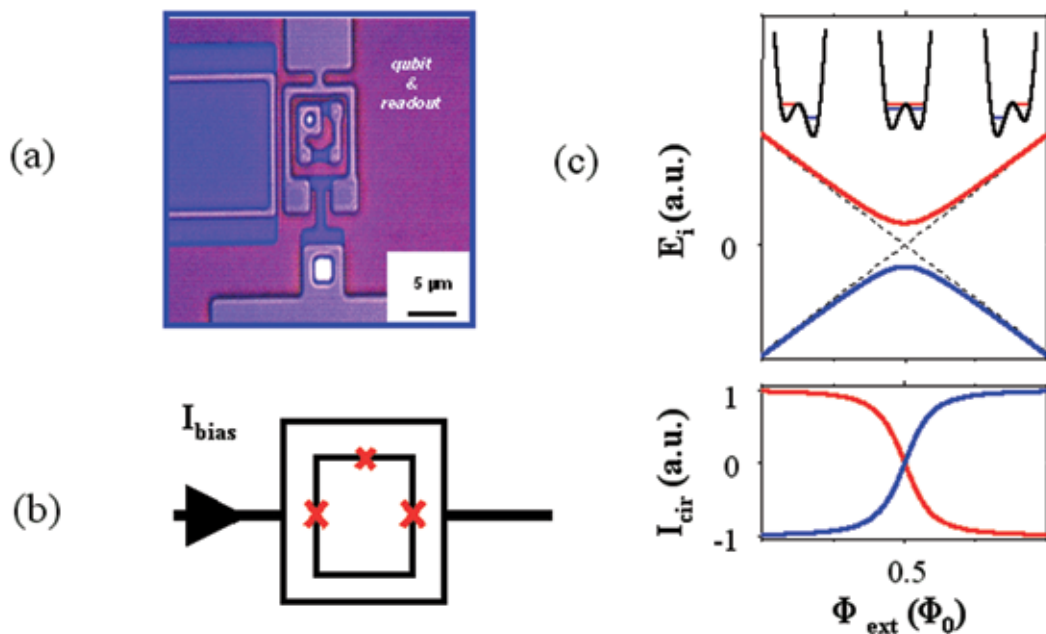 (a)
qubit
&
readout
5 µm
(b)
I_bias
(c)
E_i (a.u.)
0
I_cir (a.u.)
1
0
-1
0.5
Φ_ext (Φ_0)